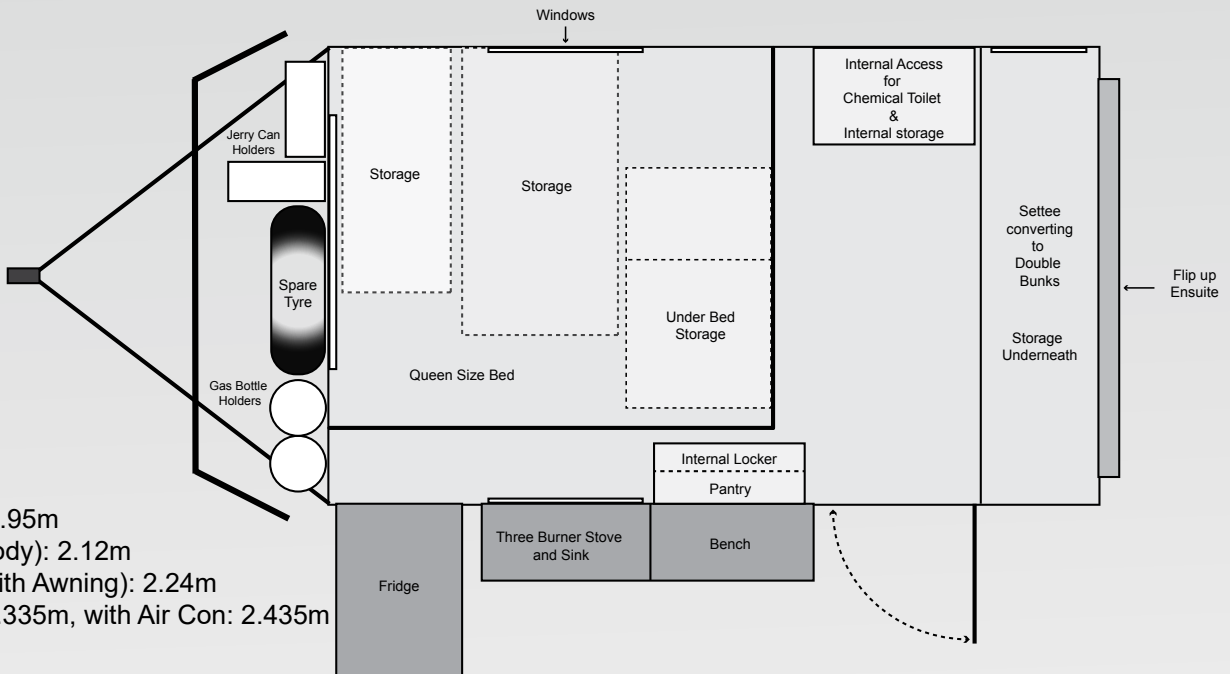 Windows
Internal Access
for
Chemical Toilet
&
Internal storage
Jerry Can
Holders
Storage
Storage
Settee
converting
to
Double
Bunks
Flip up
Ensuite
Spare
Tyre
Under Bed
Storage
Storage
Underneath
Queen Size Bed
Gas Bottle
Holders
Internal Locker
Pantry
.95m
ody): 2.12m
ith Awning): 2.24m
.335m, with Air Con: 2.435m
Three Burner Stove
and Sink
Bench
Fridge